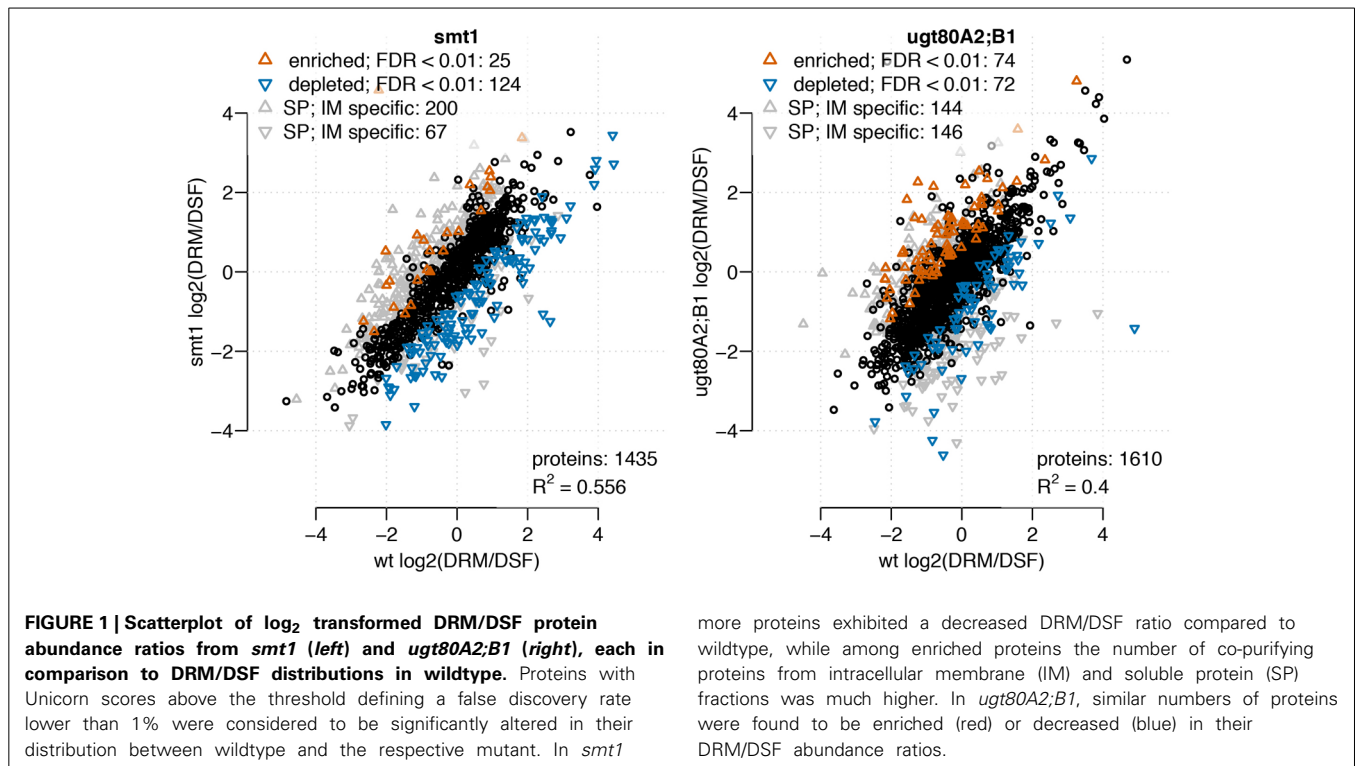 smt1
enriched; FDR < 0.01: 25
depleted; FDR < 0.01: 124
SP; IM specific: 200
SP; IM specific: 67
4
2
0
−2
−4
smt1 log2(DRM/DSF)
proteins: 1435
R² = 0.556
−4 −2 0 2 4
wt log2(DRM/DSF)
ugt80A2;B1
enriched; FDR < 0.01: 74
depleted; FDR < 0.01: 72
SP; IM specific: 144
SP; IM specific: 146
4
2
0
−2
−4
ugt80A2;B1 log2(DRM/DSF)
proteins: 1610
R² = 0.4
−4 −2 0 2 4
wt log2(DRM/DSF)
FIGURE 1 | Scatterplot of log₂ transformed DRM/DSF protein
abundance ratios from smt1 (left) and ugt80A2;B1 (right), each in
comparison to DRM/DSF distributions in wildtype. Proteins with
Unicorn scores above the threshold defining a false discovery rate
lower than 1% were considered to be significantly altered in their
distribution between wildtype and the respective mutant. In smt1
more proteins exhibited a decreased DRM/DSF ratio compared to
wildtype, while among enriched proteins the number of co-purifying
proteins from intracellular membrane (IM) and soluble protein (SP)
fractions was much higher. In ugt80A2;B1, similar numbers of proteins
were found to be enriched (red) or decreased (blue) in their
DRM/DSF abundance ratios.